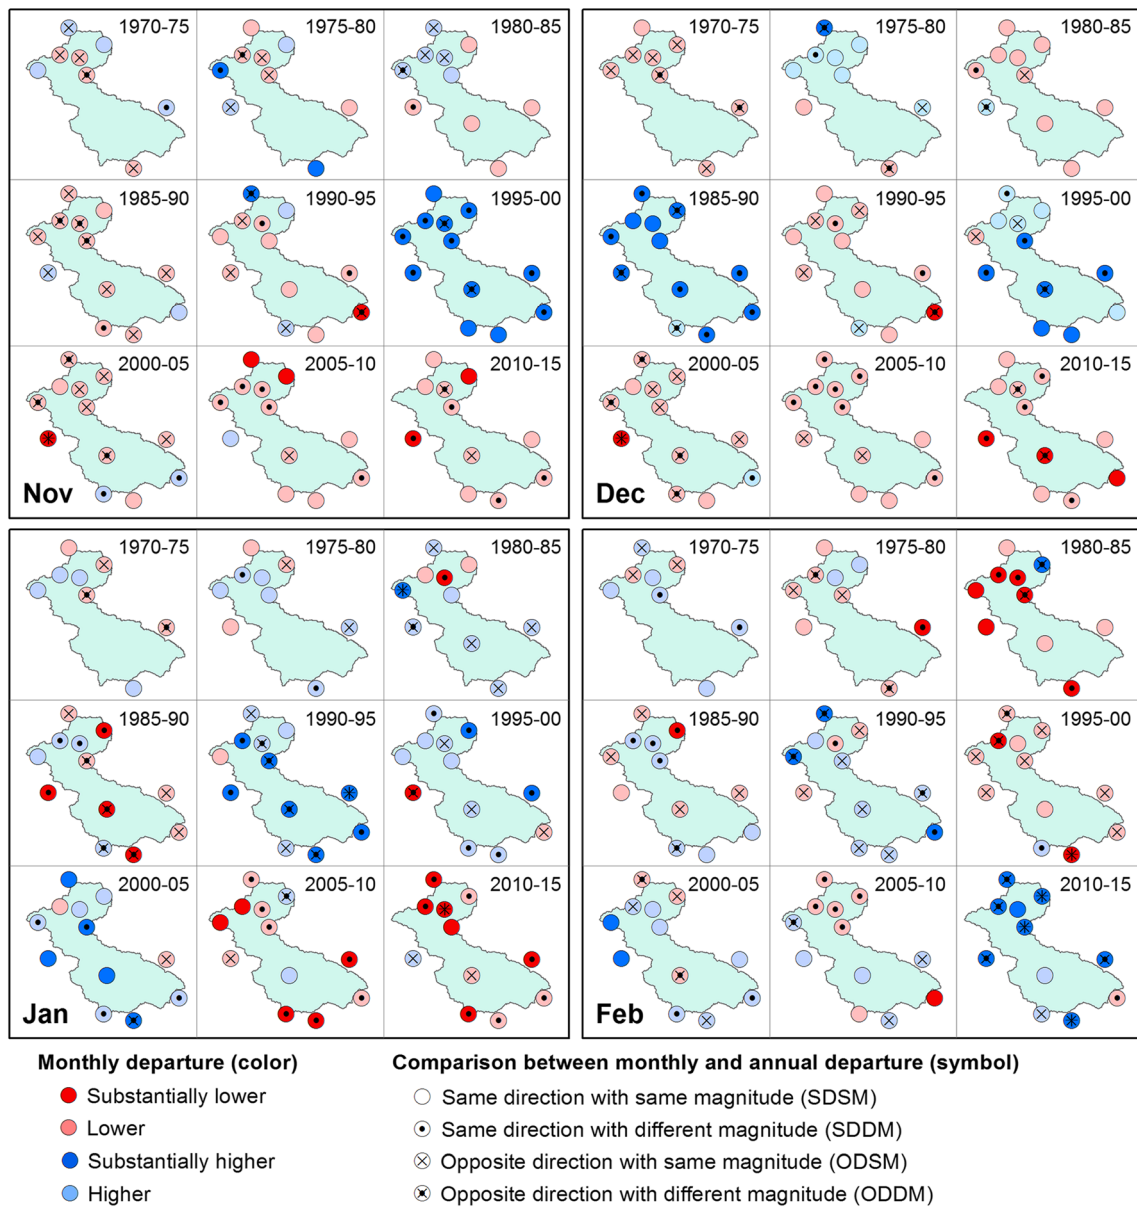 1970-75 1975-80 1980-85 1970-75 1975-80 1980-85
1985-90 1990-95 1995-00 1985-90 1990-95 1995-00
2000-05 2005-10 2010-15 2000-05 2005-10 2010-15
Nov Dec
1970-75 1975-80 1980-85 1970-75 1975-80 1980-85
1985-90 1990-95 1995-00 1985-90 1990-95 1995-00
2000-05 2005-10 2010-15 2000-05 2005-10 2010-15
Jan Feb
Monthly departure (color)
Substantially lower
Lower
Substantially higher
Higher
Comparison between monthly and annual departure (symbol)
Same direction with same magnitude (SDSM)
Same direction with different magnitude (SDDM)
Opposite direction with same magnitude (ODSM)
Opposite direction with different magnitude (ODDM)